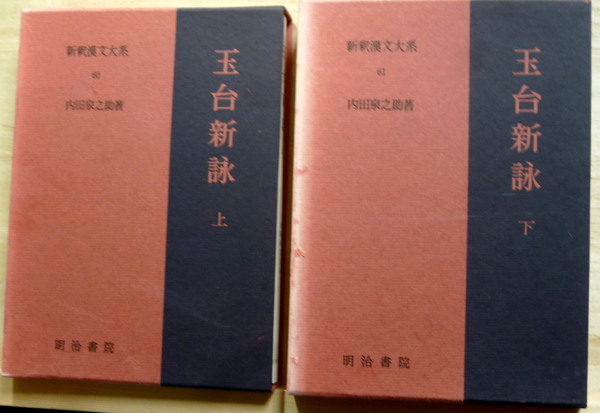 新釈漢文大系
60
内田泉之助著
玉台新詠
上
明治書院
新釈漢文大系
61
内田泉之助著
玉台新詠
下
明治書院